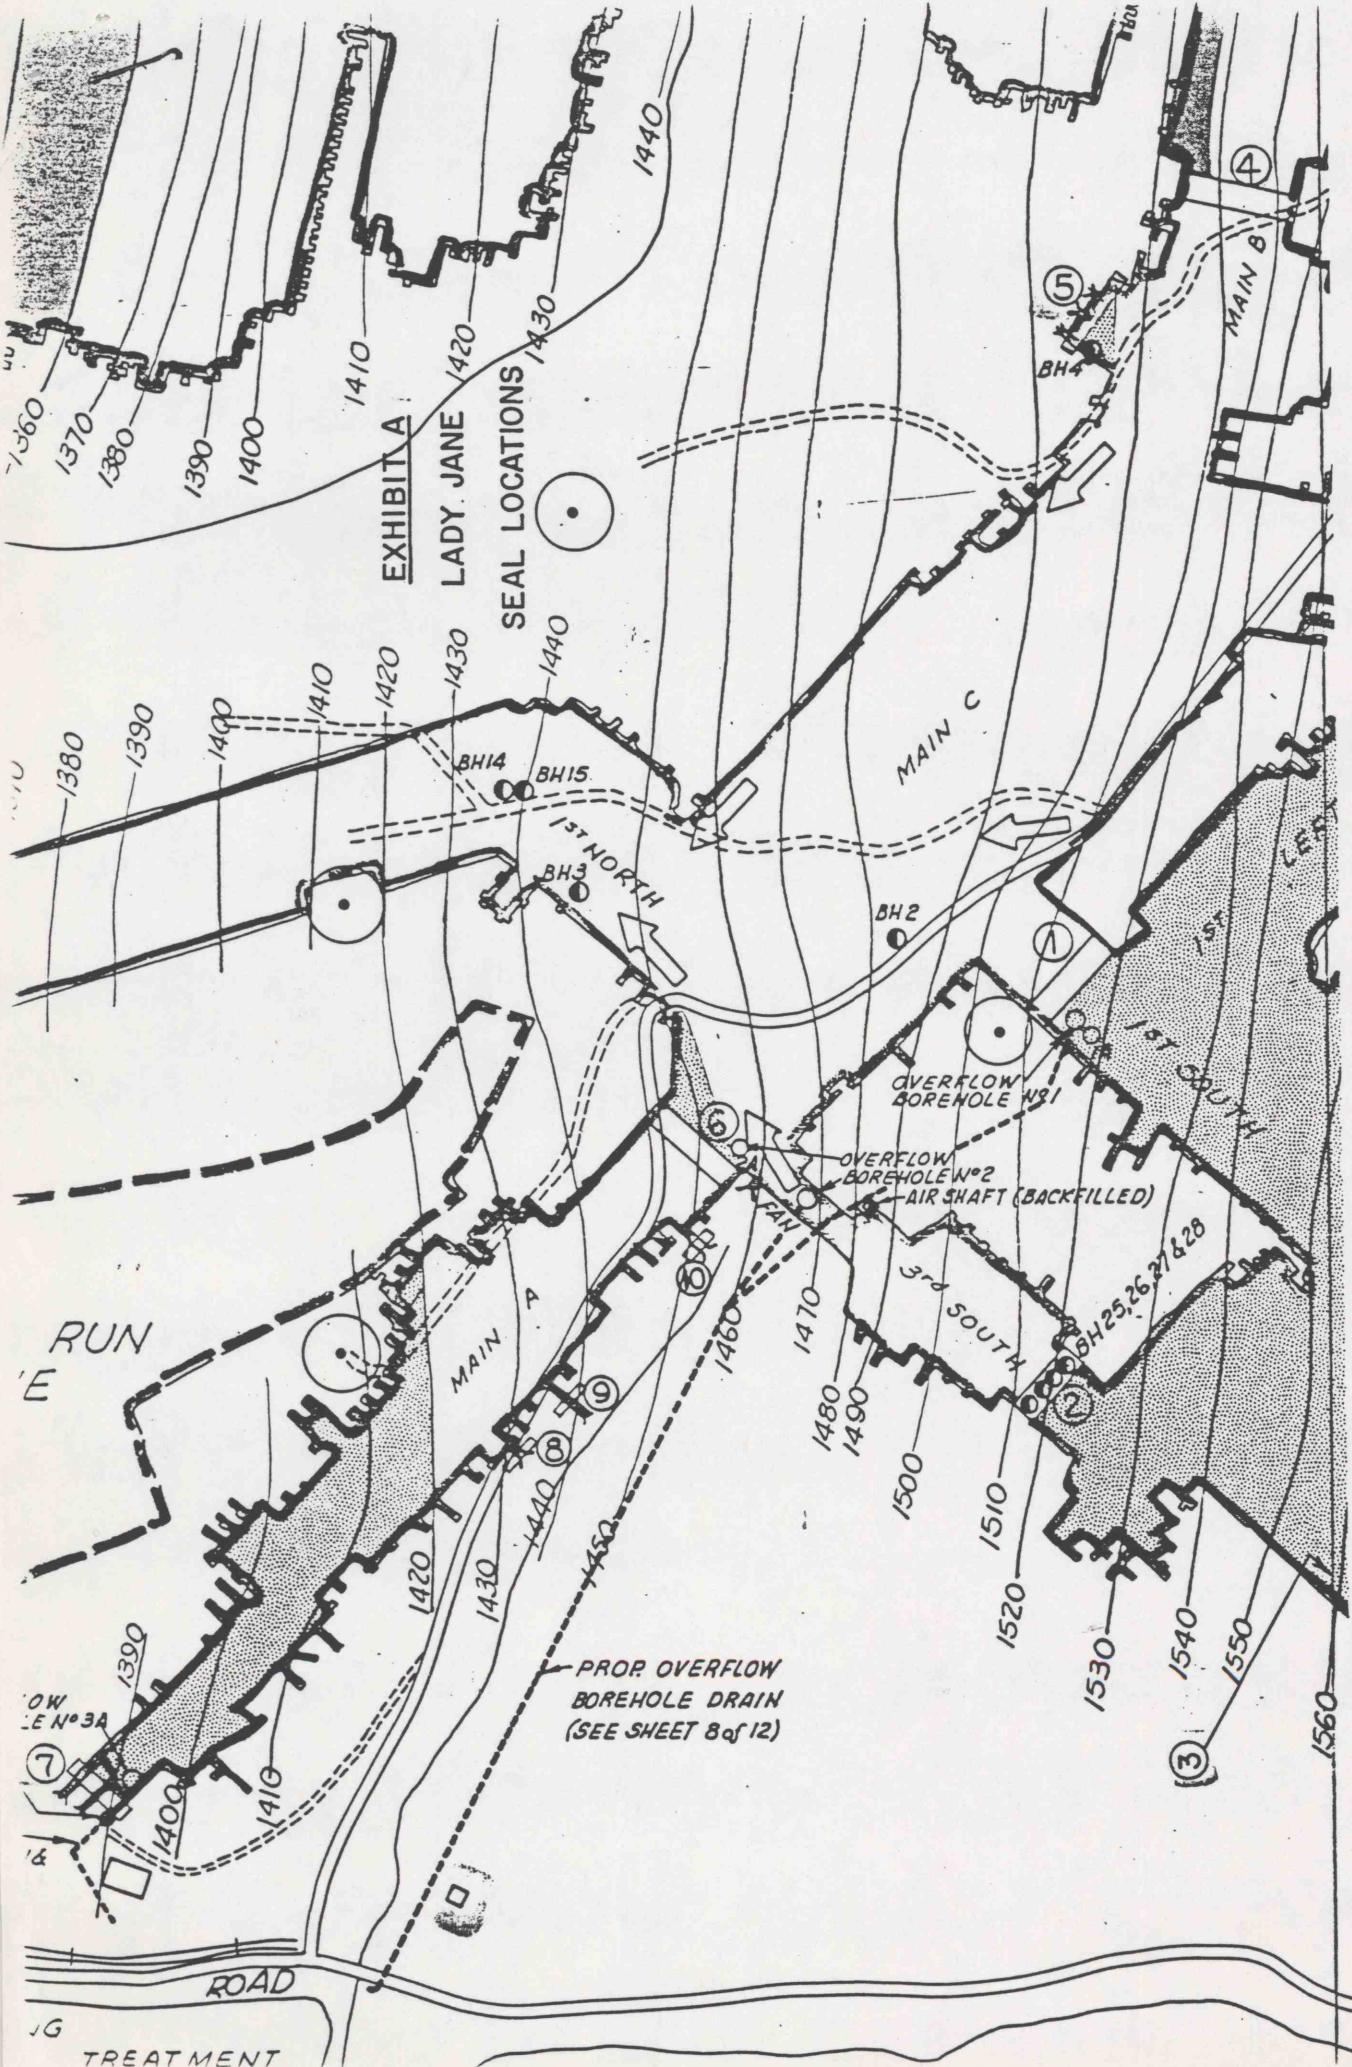 1440
④
1360
1370
1380
1390
1400
1410
1420
1430
EXHIBIT A
LADY JANE
SEAL LOCATIONS
⑤
BH4
MAIN B
1380
1390
1400
1410
1420
1430
1440
BH14
BH15
MAIN C
1ST NORTH
BH3
BH2
①
1ST
1ST SOUTH
OVERFLOW
BOREHOLE Nº1
⑥
OVERFLOW
BOREHOLE Nº2
AIR SHAFT (BACKFILLED)
FAN
⑩
3rd SOUTH
BH25,26,27&28
②
RUN
MAIN A
⑨
⑧
1460
1470
1480
1490
1500
1510
1520
1530
1540
1550
1560
1420
1430
1440
1450
1390
Nº3A
⑦
1400
1410
PROP. OVERFLOW
BOREHOLE DRAIN
(SEE SHEET 8 of 12)
③
ROAD
TREATMENT